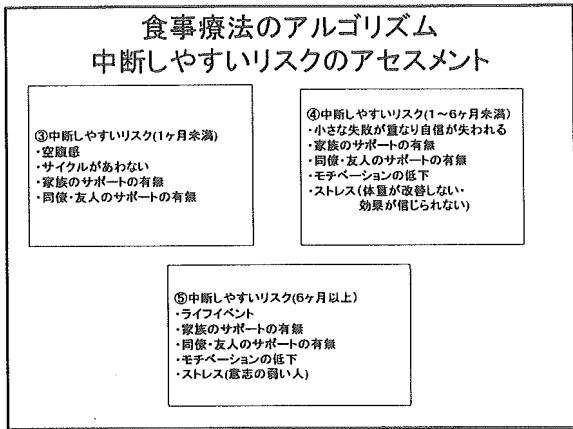 食事療法のアルゴリズム
中断しやすいリスクのアセスメント
③中断しやすいリスク(1ヶ月未満)
・空腹感
・サイクルがあわない
・家族のサポートの有無
・同僚・友人のサポートの有無
④中断しやすいリスク(1～6ヶ月未満)
・小さな失敗が重なり自信が失われる
・家族のサポートの有無
・同僚・友人のサポートの有無
・モチベーションの低下
・ストレス(体重が改善しない・
効果が信じられない)
⑤中断しやすいリスク(6ヶ月以上)
・ライフイベント
・家族のサポートの有無
・同僚・友人のサポートの有無
・モチベーションの低下
・ストレス(意志の弱い人)